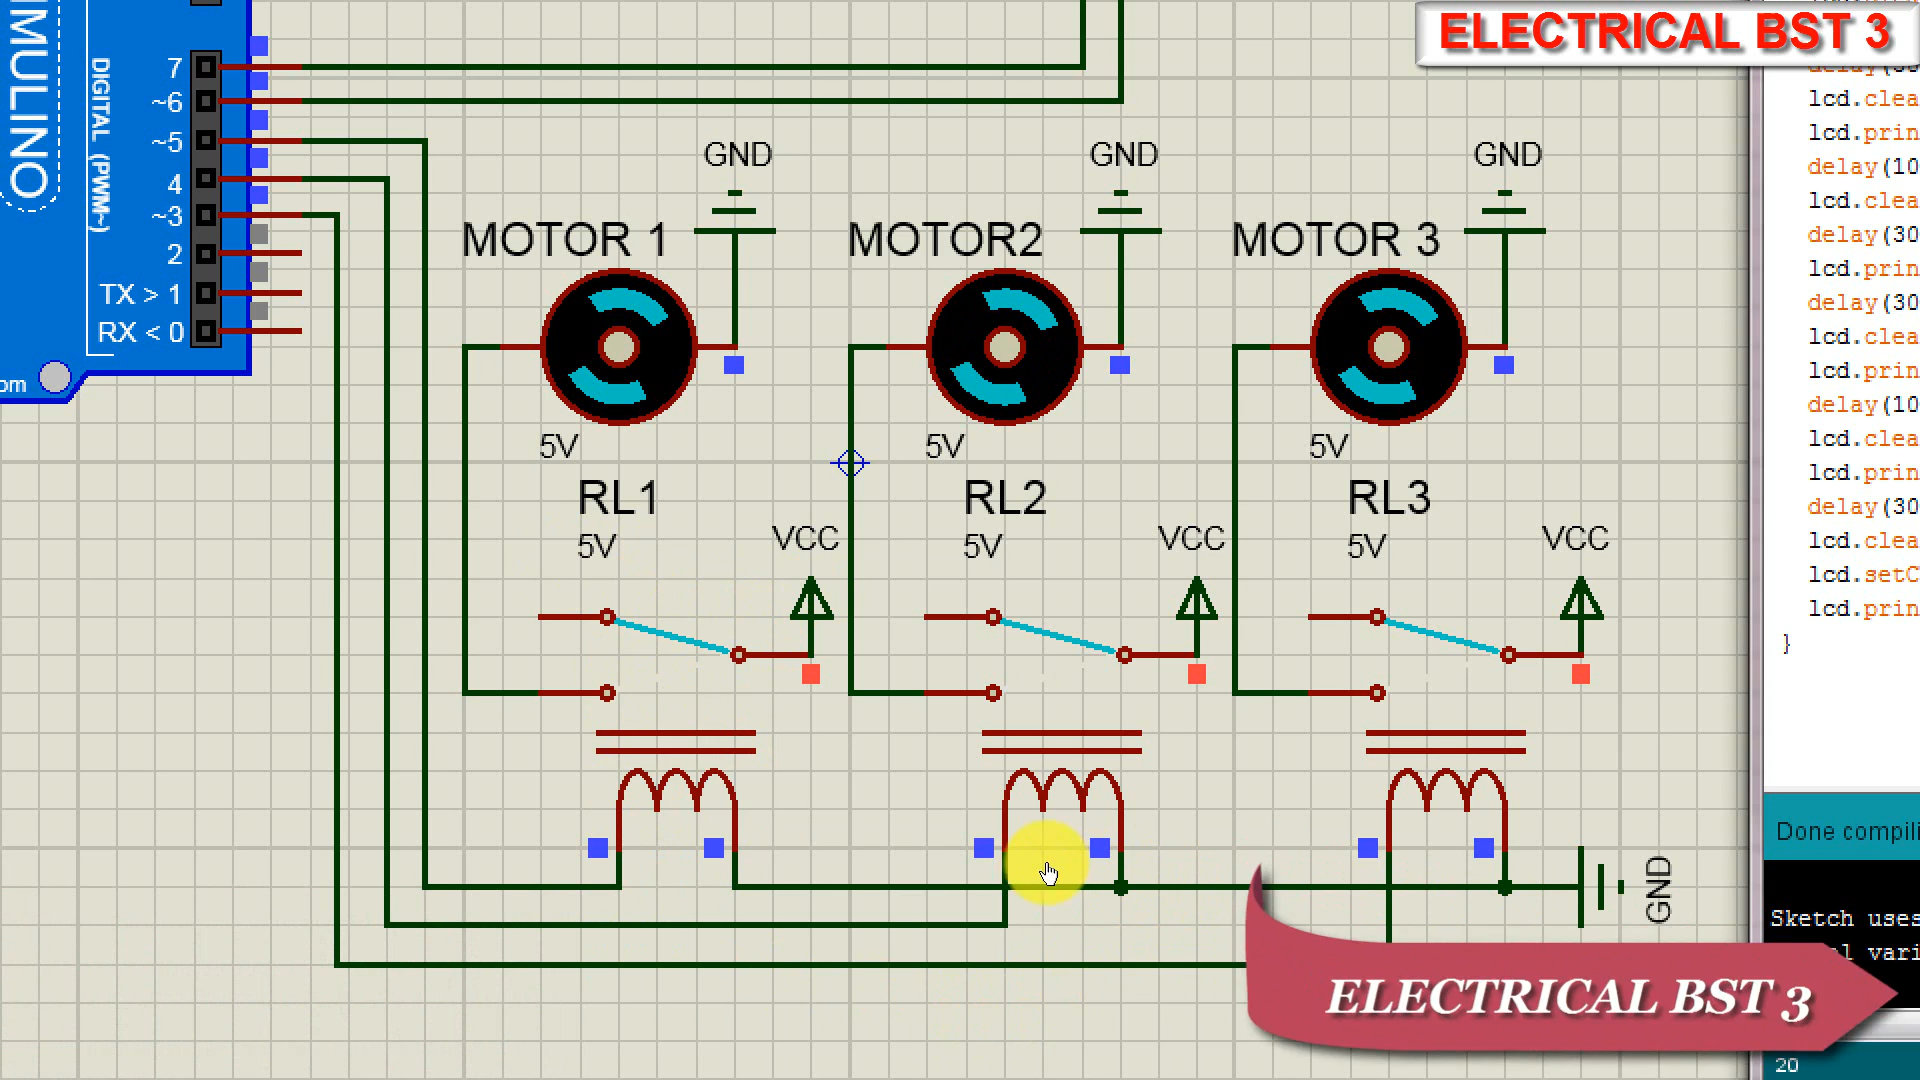 ELECTRICAL BST 3
MULINO
DIGITAL (PWM~)
7
~6
~5
4
~3
2
TX > 1
RX < 0
om
GND
GND
GND
MOTOR 1
MOTOR2
MOTOR 3
5V
5V
5V
RL1
RL2
RL3
5V
5V
5V
VCC
VCC
VCC
GND
lcd.clea
lcd.prin
delay(10
lcd.clea
delay(30
lcd.prin
delay(30
lcd.clea
lcd.prin
delay(10
lcd.clea
lcd.prin
delay(30
lcd.clea
lcd.setC
lcd.prin
}
Done compili
Sketch uses
l vari
ELECTRICAL BST 3
20